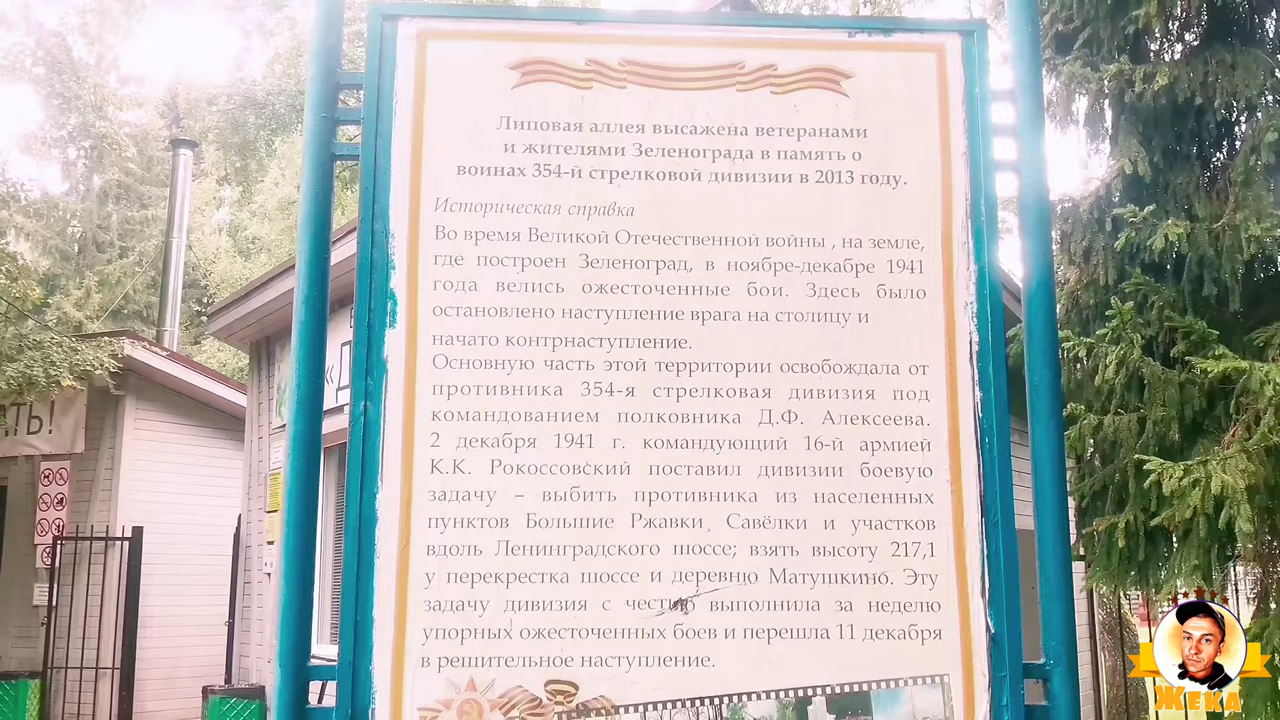 Липовая аллея высажена ветеранами
и жителями Зеленограда в память о
воинах 354-й стрелковой дивизии в 2013 году.
Историческая справка
Во время Великой Отечественной войны , на земле,
где построен Зеленоград, в ноябре-декабре 1941
года велись ожесточенные бои. Здесь было
остановлено наступление врага на столицу и
начато контрнаступление.
Основную часть этой территории освобождала от
противника 354-я стрелковая дивизия под
командованием полковника Д.Ф. Алексеева.
2 декабря 1941 г. командующий 16-й армией
К.К. Рокоссовский поставил дивизии боевую
задачу – выбить противника из населенных
пунктов Большие Ржавки, Савёлки и участков
вдоль Ленинградского шоссе; взять высоту 217,1
у перекрестка шоссе и деревню Матушкино. Эту
задачу дивизия с честью выполнила за неделю
упорных ожесточенных боев и перешла 11 декабря
в решительное наступление.
ЖЕКА